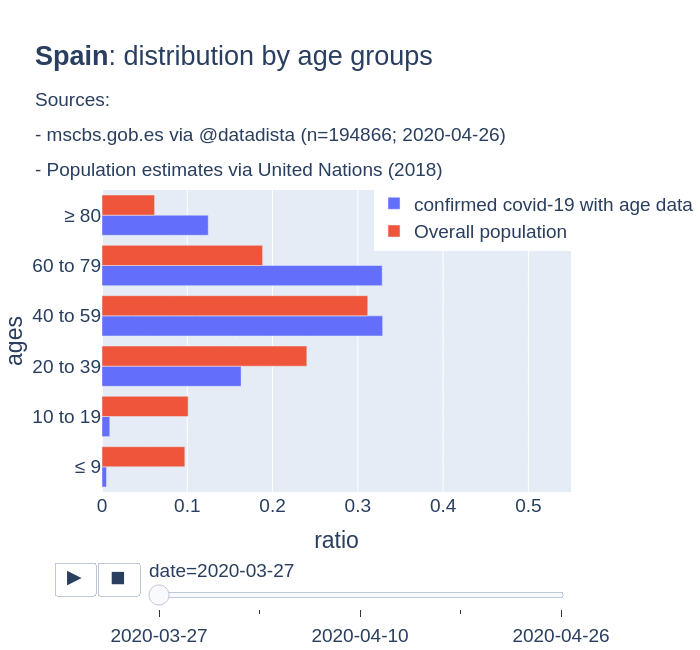 Spain: distribution by age groups
Sources:
- mscbs.gob.es via @datadista (n=194866; 2020-04-26)
- Population estimates via United Nations (2018)
confirmed covid-19 with age data
Overall population
≥ 80
60 to 79
40 to 59
20 to 39
10 to 19
≤ 9
ages
0 0.1 0.2 0.3 0.4 0.5
ratio
date=2020-03-27
2020-03-27 2020-04-10 2020-04-26